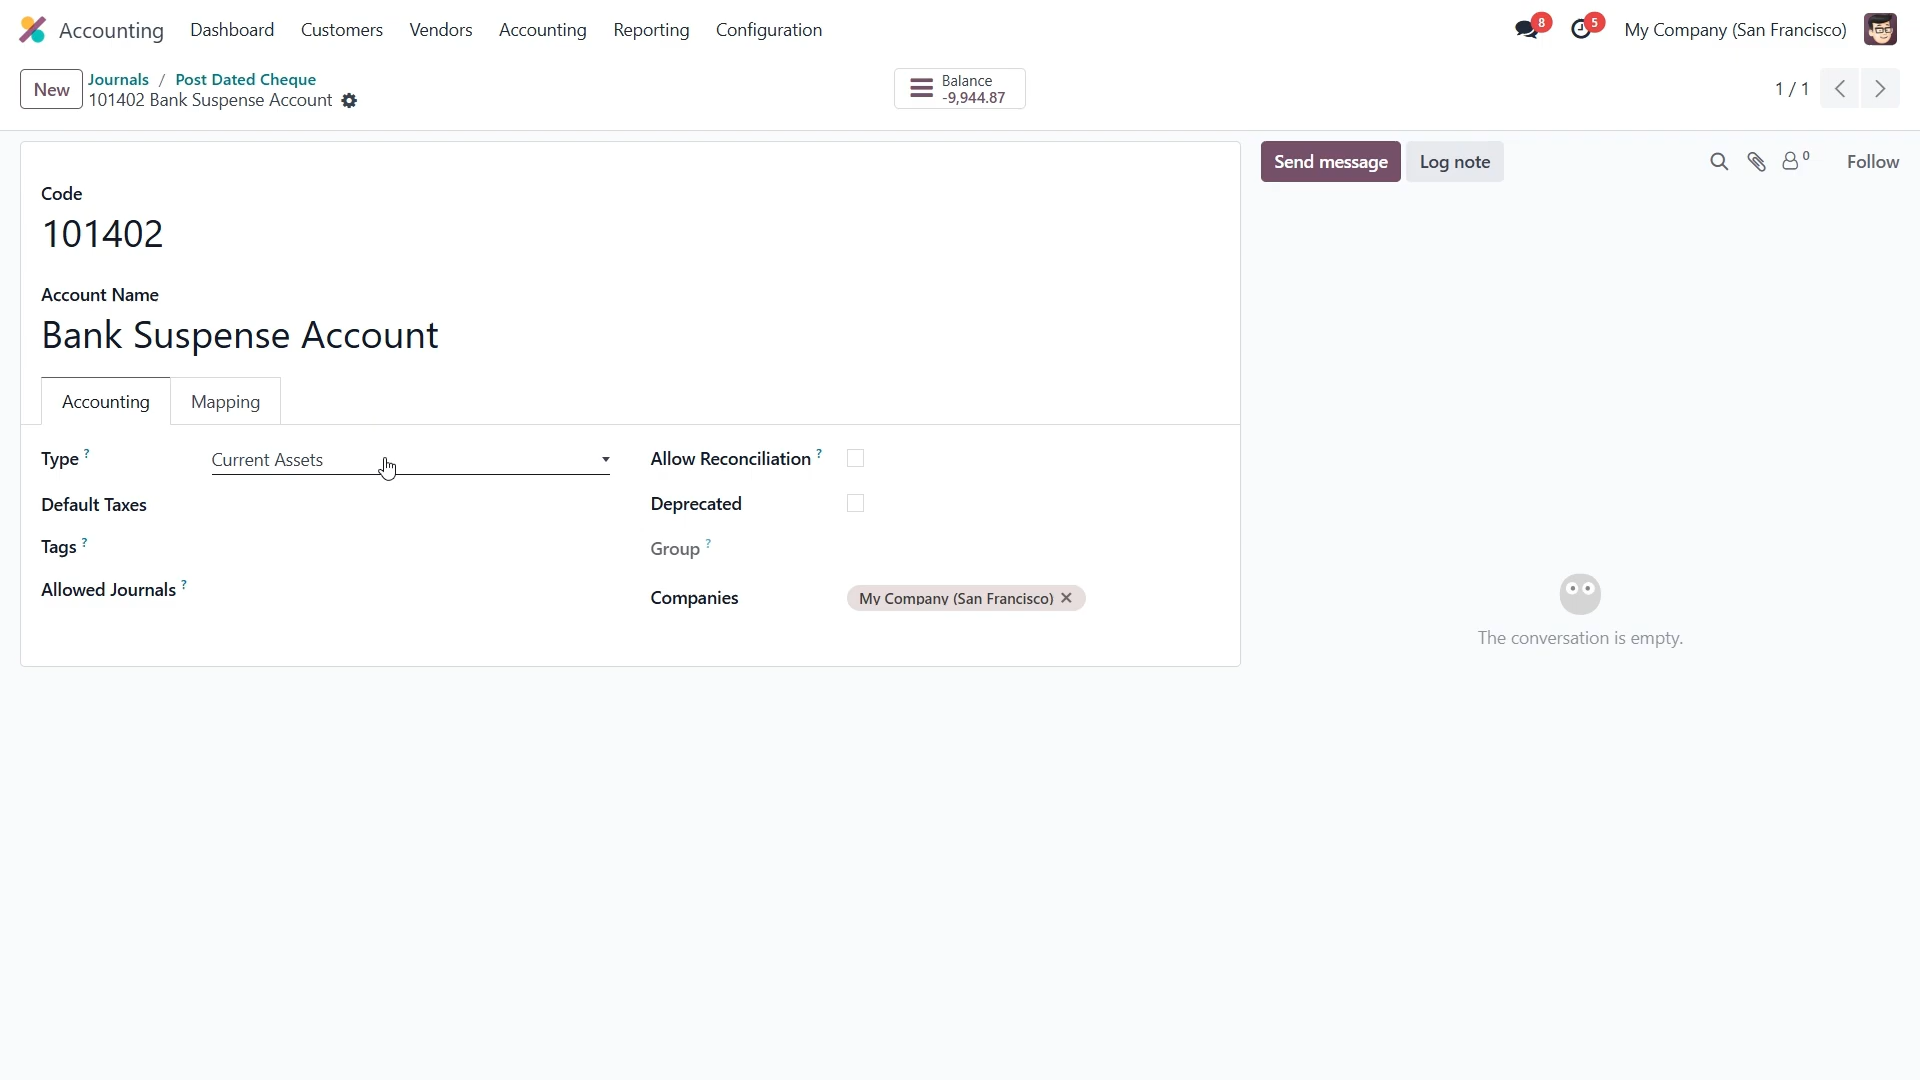 Accounting Dashboard Customers Vendors Accounting Reporting Configuration 8 5 My Company (San Francisco)
New Journals / Post Dated Cheque
101402 Bank Suspense Account
Balance
-9,944.87
1 / 1
Send message Log note 0 Follow
Code
101402
Account Name
Bank Suspense Account
Accounting Mapping
Type ? Current Assets
Default Taxes
Tags ?
Allowed Journals ?
Allow Reconciliation ?
Deprecated
Group ?
Companies My Company (San Francisco)
The conversation is empty.